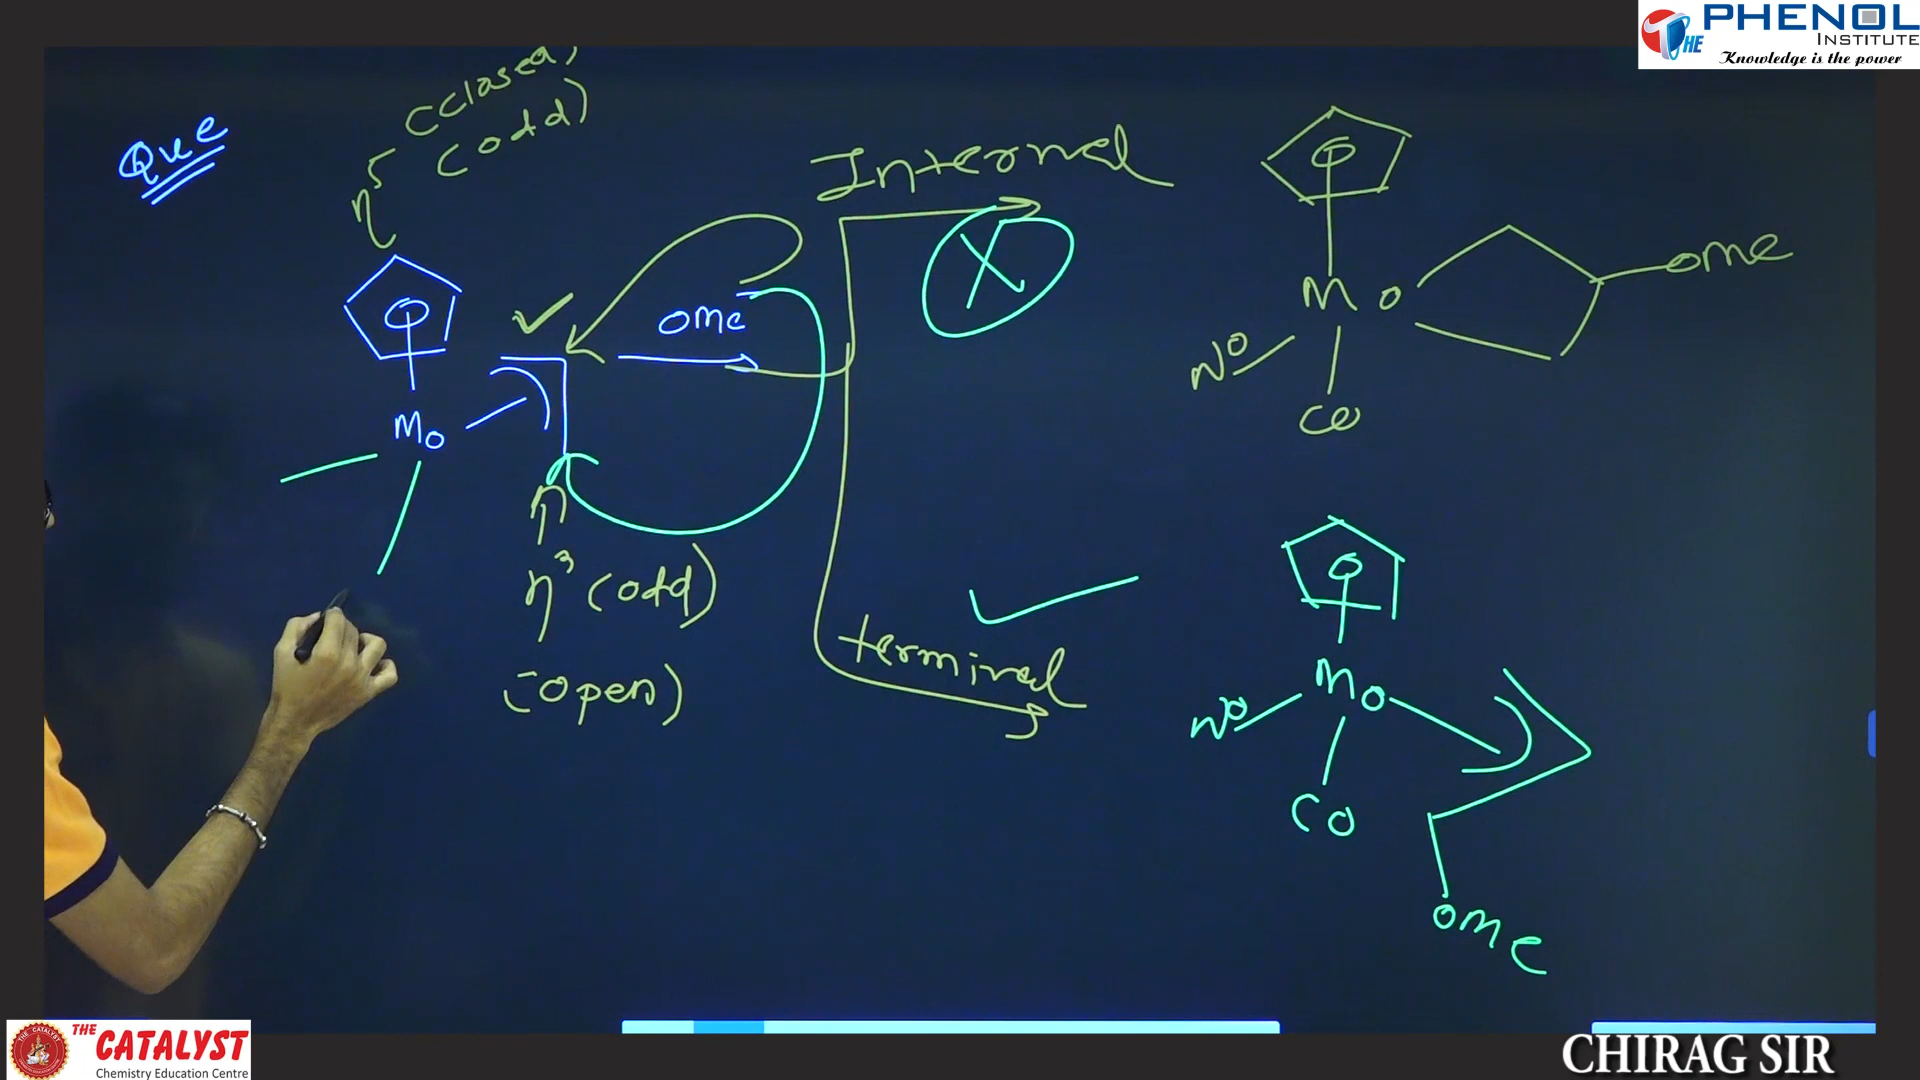 PHENOL
THE
INSTITUTE
Knowledge is the power
Que
(closed)
(odd)
η5
OMe
Mo
η
η3 (odd)
(open)
Internal
X
OMe
Mo
NO
CO
terminal
Mo
NO
CO
OMe
THE CATALYST
Chemistry Education Centre
CHIRAG SIR